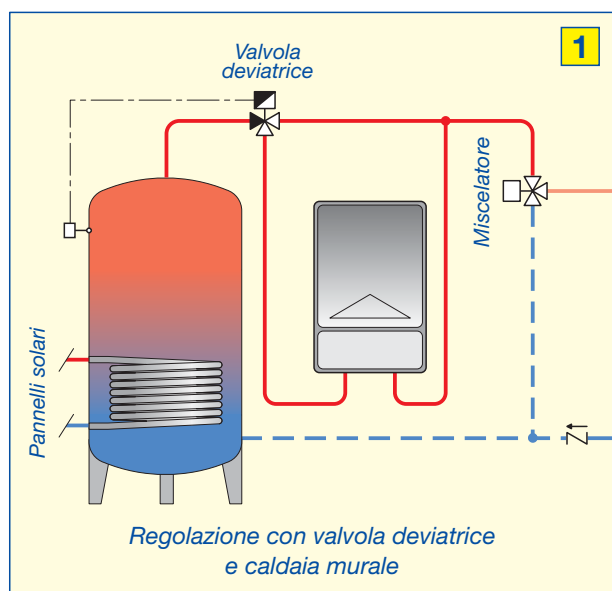 1
Valvola
deviatrice
Miscelatore
Pannelli solari
Regolazione con valvola deviatrice
e caldaia murale